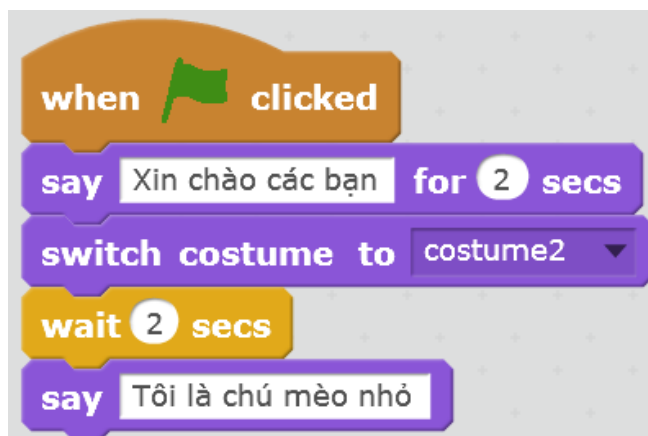 when clicked
say Xin chào các bạn for 2 secs
switch costume to costume2
wait 2 secs
say Tôi là chú mèo nhỏ